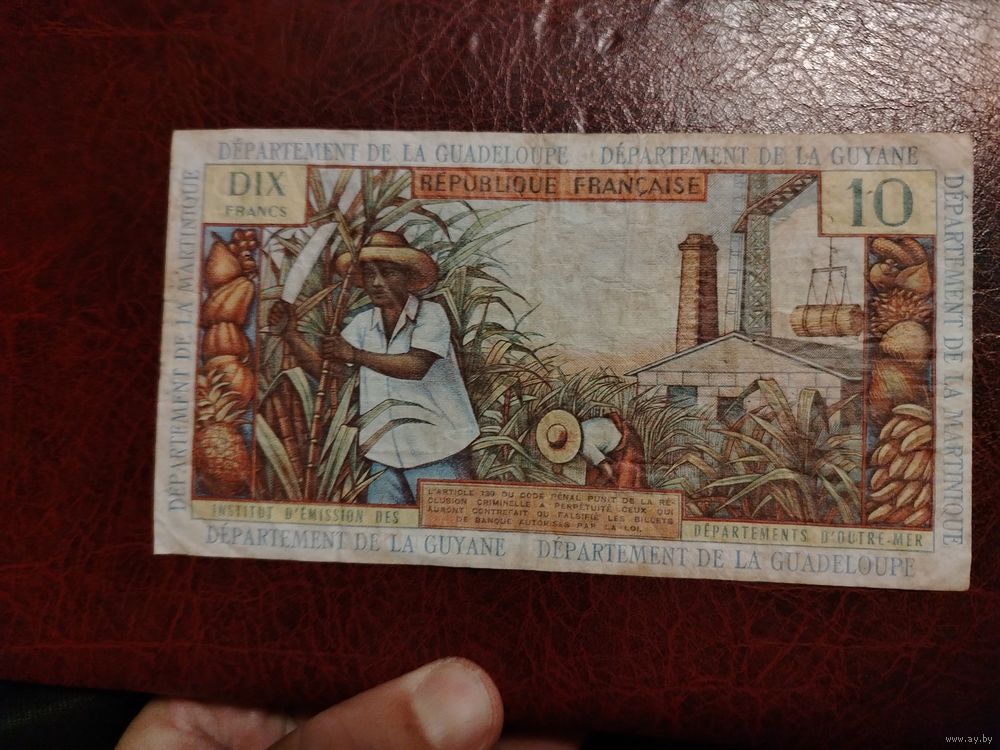 DÉPARTEMENT DE LA GUADELOUPE DÉPARTEMENT DE LA GUYANE
DIX
FRANCS
RÉPUBLIQUE FRANÇAISE
10
DÉPARTEMENT DE LA MARTINIQUE
DÉPARTEMENT DE LA MARTINIQUE
L'ARTICLE 139 DU CODE PÉNAL PUNIT DE LA RÉ
CLUSION CRIMINELLE A PERPÉTUITÉ CEUX QUI
AURONT CONTREFAIT OU FALSIFIÉ LES BILLETS
DE BANQUE AUTORISÉS PAR LA LOI.
INSTITUT D'ÉMISSION DES
DÉPARTEMENTS D'OUTRE-MER
DÉPARTEMENT DE LA GUYANE DÉPARTEMENT DE LA GUADELOUPE
www.ay.by